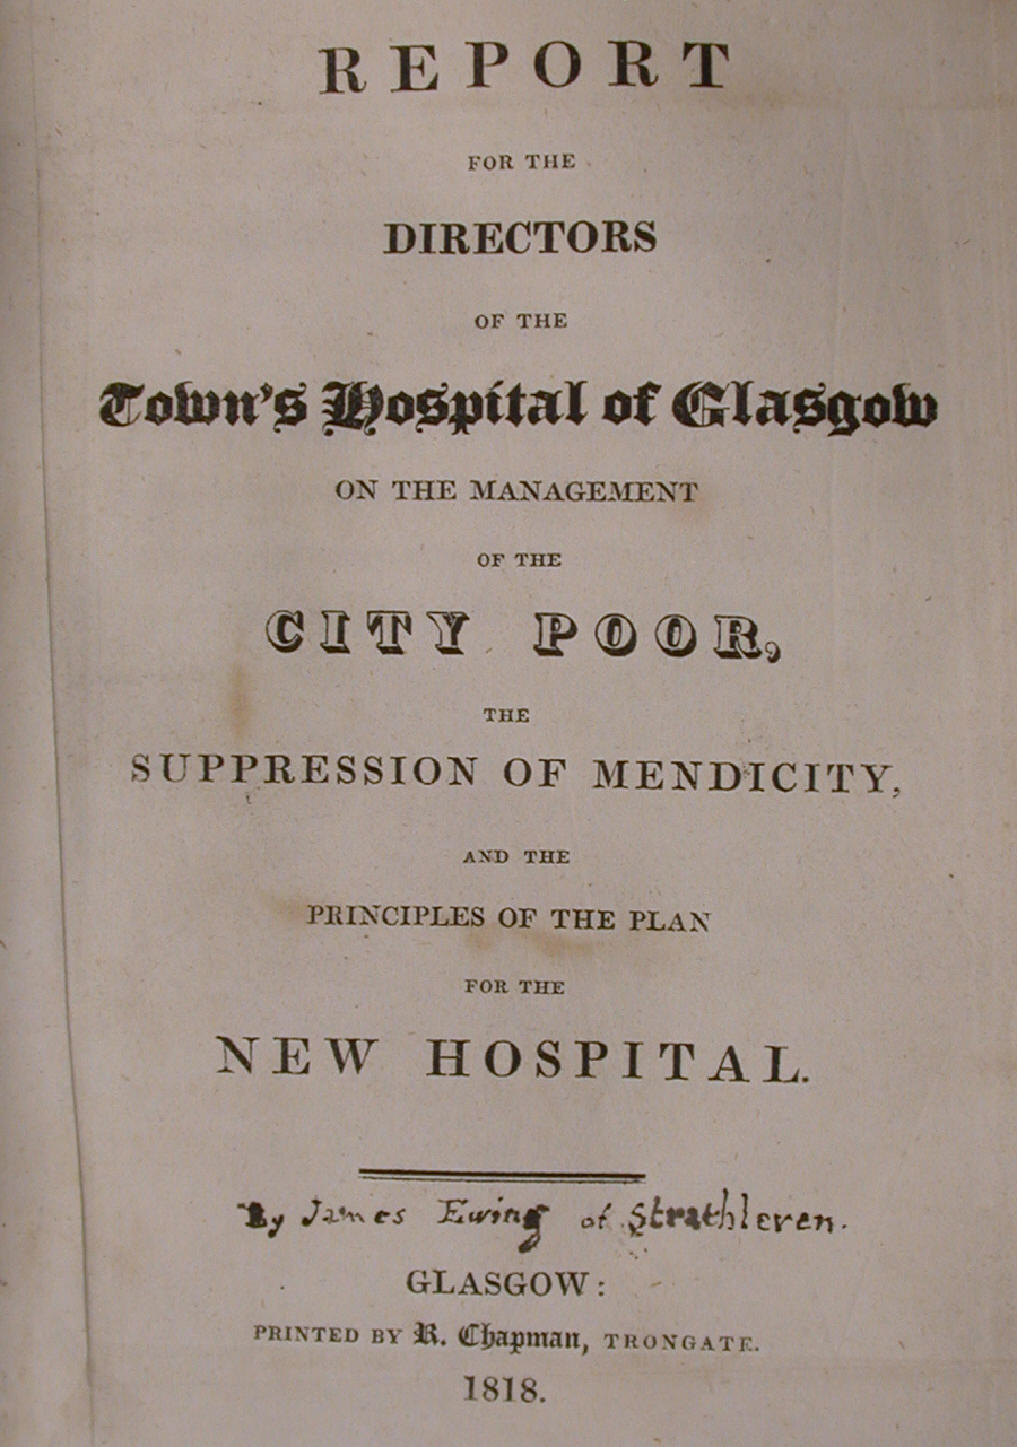 REPORT
FOR THE
DIRECTORS
OF THE
Town's Hospital of Glasgow
ON THE MANAGEMENT
OF THE
CITY POOR,
THE
SUPPRESSION OF MENDICITY,
AND THE
PRINCIPLES OF THE PLAN
FOR THE
NEW HOSPITAL.
By James Ewing of Strathleven.
GLASGOW:
PRINTED BY R. Chapman, TRONGATE.
1818.